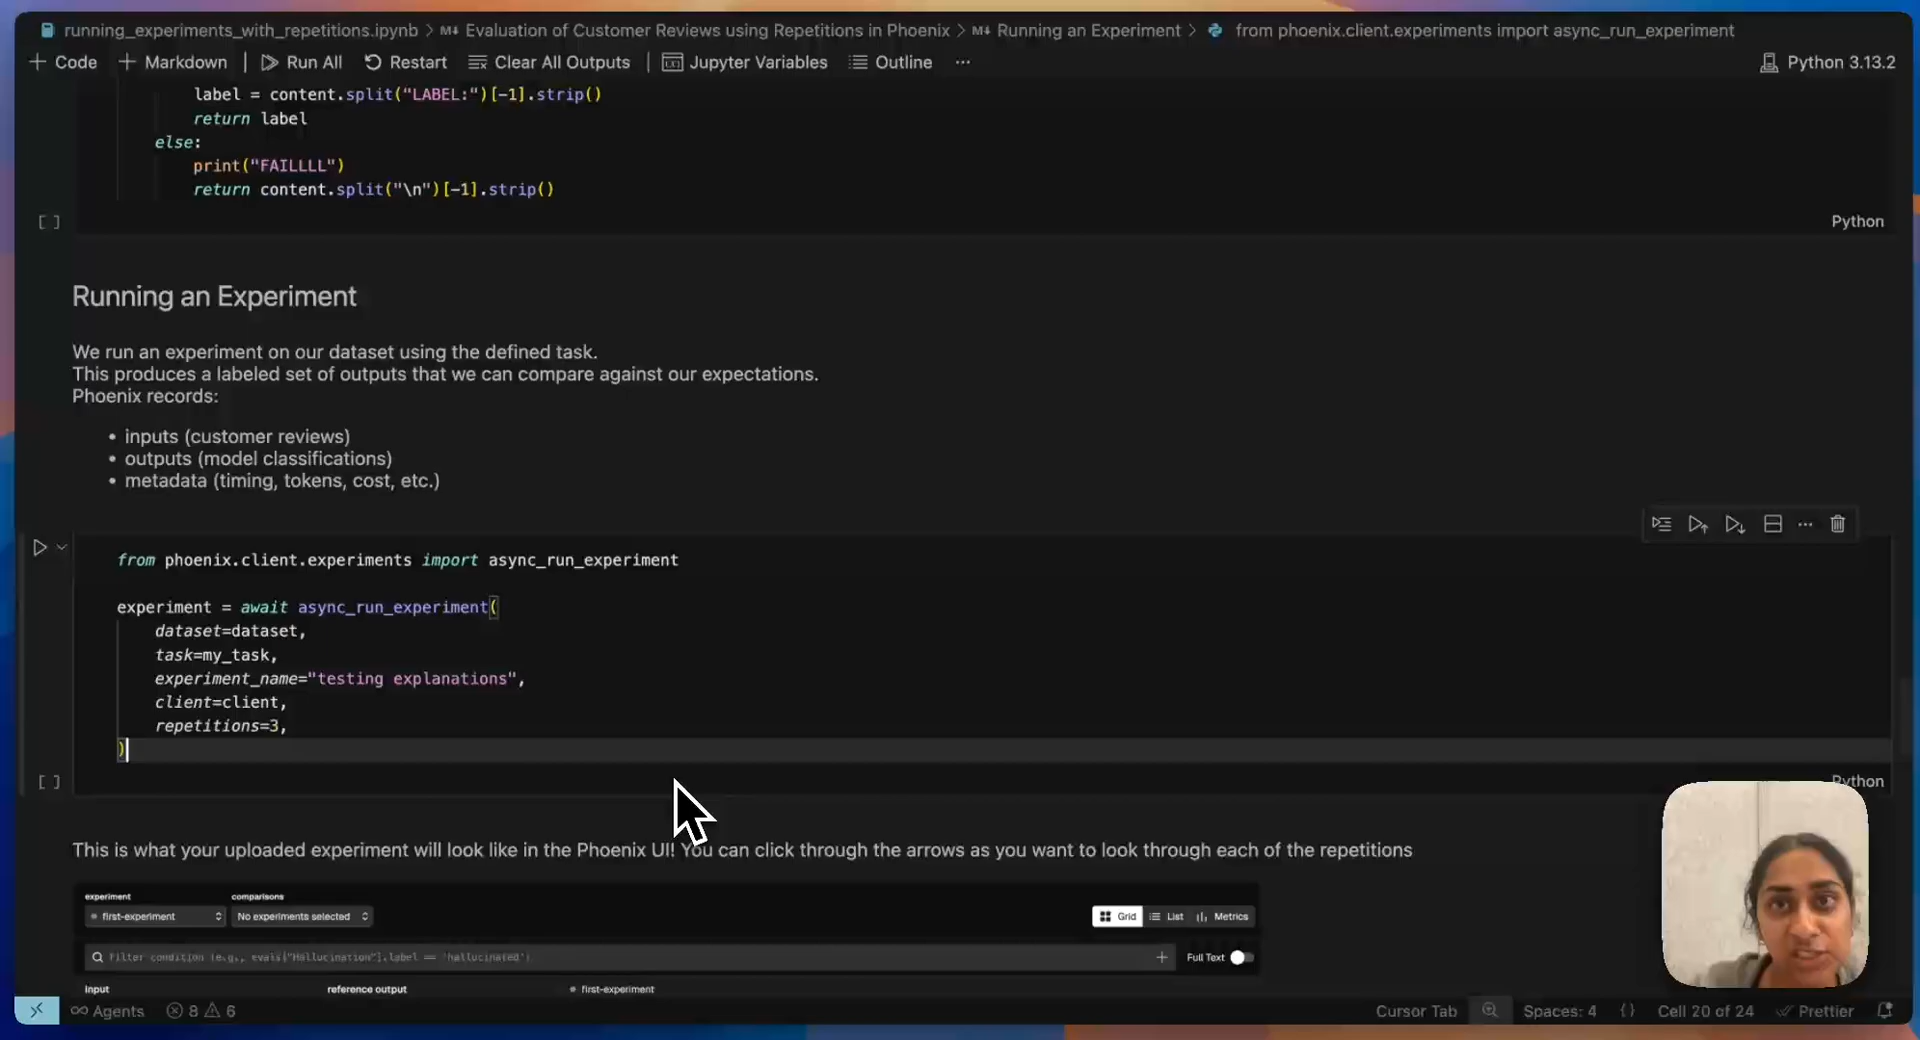 running_experiments_with_repetitions.ipynb > M↓ Evaluation of Customer Reviews using Repetitions in Phoenix > M↓ Running an Experiment > from phoenix.client.experiments import async_run_experiment
+ Code + Markdown | Run All Restart Clear All Outputs | Jupyter Variables Outline ··· Python 3.13.2
label = content.split("LABEL:")[-1].strip()
return label
else:
print("FAILLLL")
return content.split("\n")[-1].strip()
[ ] Python
Running an Experiment
We run an experiment on our dataset using the defined task.
This produces a labeled set of outputs that we can compare against our expectations.
Phoenix records:
• inputs (customer reviews)
• outputs (model classifications)
• metadata (timing, tokens, cost, etc.)
from phoenix.client.experiments import async_run_experiment
experiment = await async_run_experiment(
dataset=dataset,
task=my_task,
experiment_name="testing explanations",
client=client,
repetitions=3,
)
[ ] Python
This is what your uploaded experiment will look like in the Phoenix UI! You can click through the arrows as you want to look through each of the repetitions
experiment comparisons
first-experiment No experiments selected Grid List Metrics
Filter condition (e.g., evals["Hallucination"].label == 'hallucinated') + Full Text
input reference output first-experiment
Agents 8 6 Cursor Tab Spaces: 4 {} Cell 20 of 24 Prettier